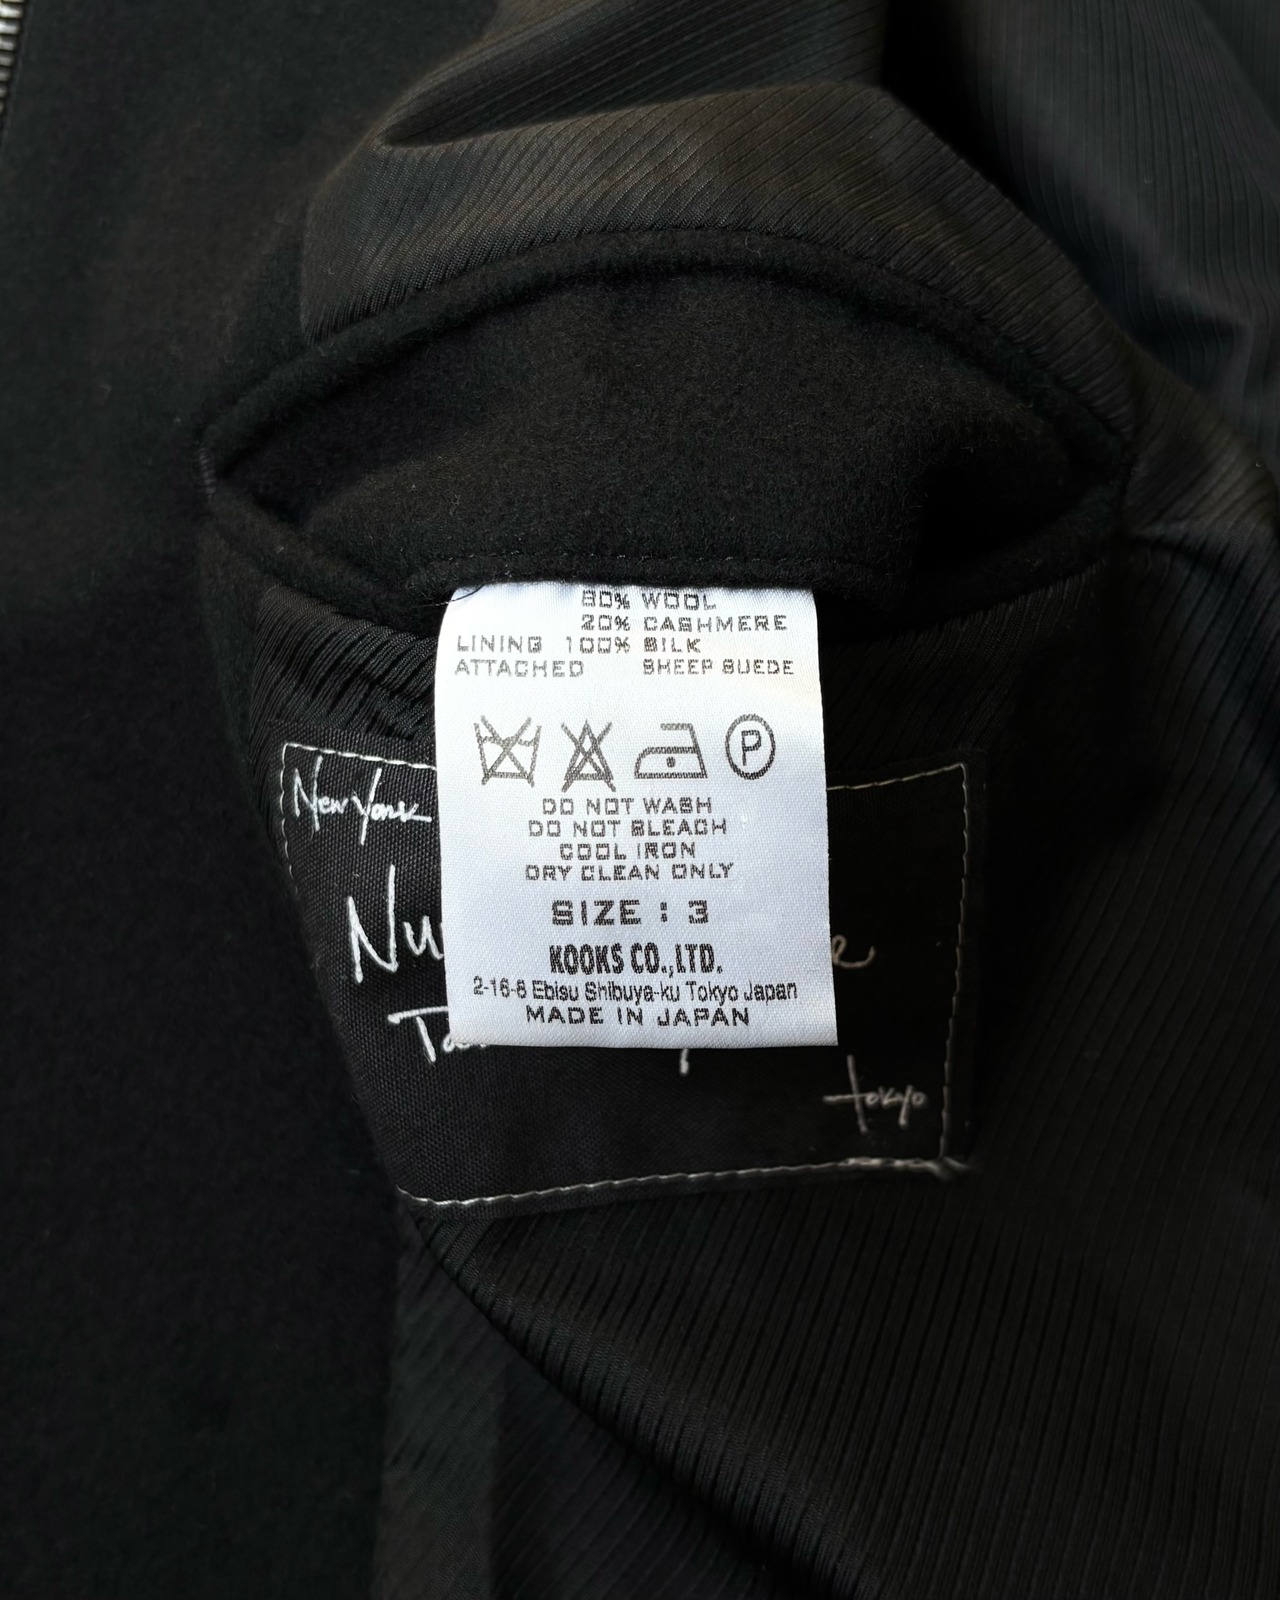 80% WOOL
20% CASHMERE
LINING 100% SILK
ATTACHED SHEEP SUEDE
P
DO NOT WASH
DO NOT BLEACH
COOL IRON
DRY CLEAN ONLY
SIZE : 3
KOOKS CO.,LTD.
2-16-8 Ebisu Shibuya-ku Tokyo Japan
MADE IN JAPAN
New York
tokyo